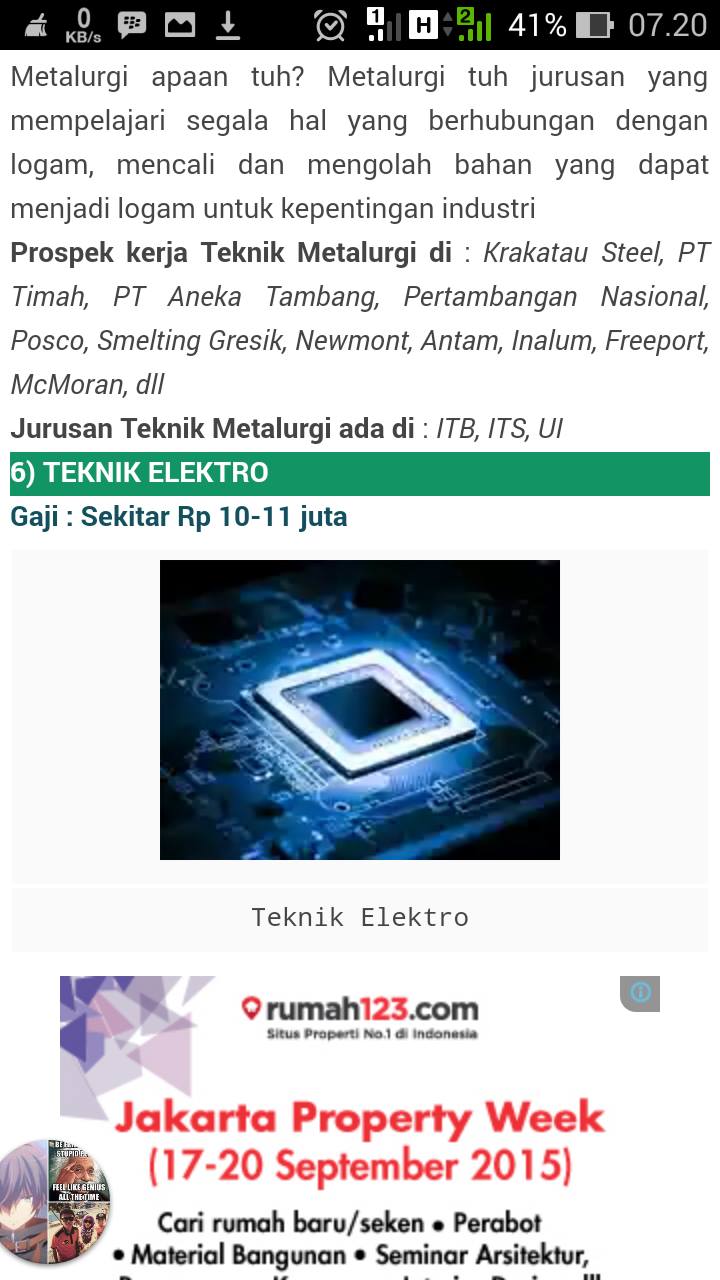 0
KB/s
1
H
2
41%
07.20
Metalurgi apaan tuh? Metalurgi tuh jurusan yang
mempelajari segala hal yang berhubungan dengan
logam, mencali dan mengolah bahan yang dapat
menjadi logam untuk kepentingan industri
Prospek kerja Teknik Metalurgi di : Krakatau Steel, PT
Timah, PT Aneka Tambang, Pertambangan Nasional,
Posco, Smelting Gresik, Newmont, Antam, Inalum, Freeport,
McMoran, dll
Jurusan Teknik Metalurgi ada di : ITB, ITS, UI
6) TEKNIK ELEKTRO
Gaji : Sekitar Rp 10-11 juta
Teknik Elektro
rumah123.com
Situs Properti No.1 di Indonesia
Jakarta Property Week
(17-20 September 2015)
STUPID
FEEL LIKE GENIUS
ALL THE TIME
Cari rumah baru/seken • Perabot
• Material Bangunan • Seminar Arsitektur,